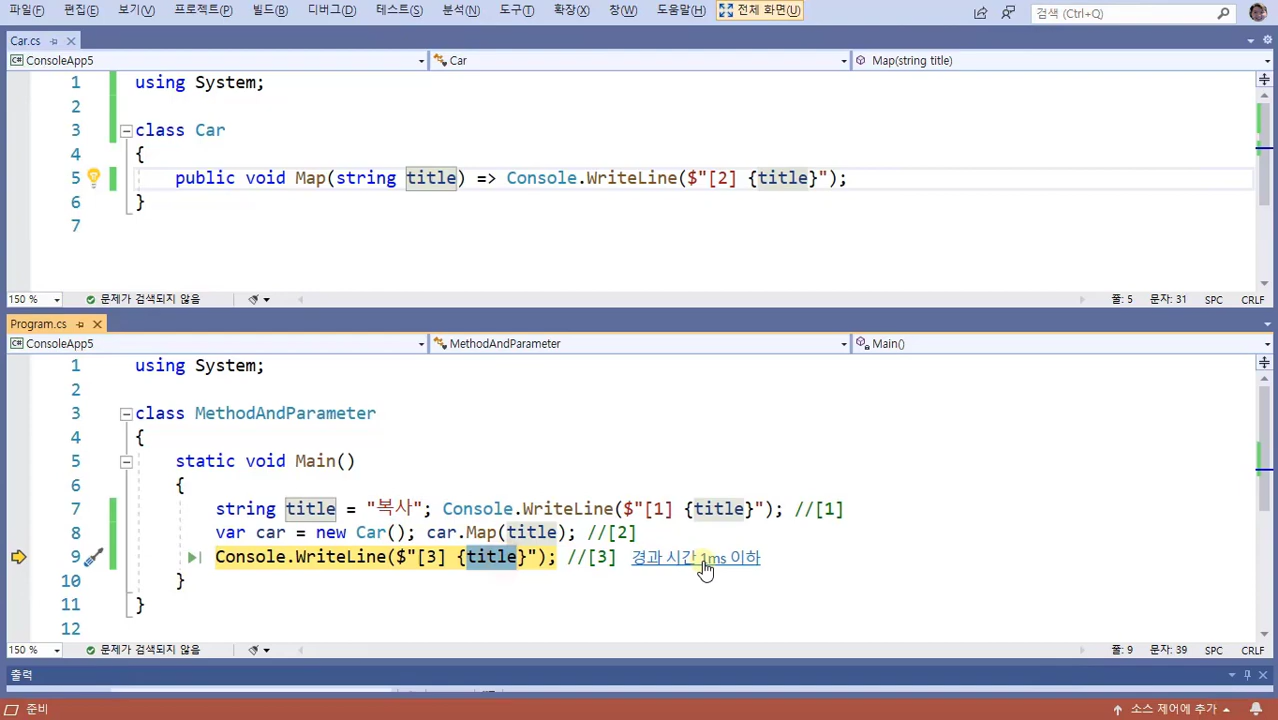 파일(F) 편집(E) 보기(V) 프로젝트(P) 빌드(B) 디버그(D) 테스트(S) 분석(N) 도구(T) 확장(X) 창(W) 도움말(H) 전체 화면(U) 검색 (Ctrl+Q)
Car.cs
C# ConsoleApp5 Car Map(string title)
1 using System;
2
3 class Car
4 {
5 public void Map(string title) => Console.WriteLine($"[2] {title}");
6 }
7
150 % 문제가 검색되지 않음 줄: 5 문자: 31 SPC CRLF
Program.cs
C# ConsoleApp5 MethodAndParameter Main()
1 using System;
2
3 class MethodAndParameter
4 {
5 static void Main()
6 {
7 string title = "복사"; Console.WriteLine($"[1] {title}"); //[1]
8 var car = new Car(); car.Map(title); //[2]
9 Console.WriteLine($"[3] {title}"); //[3] 경과 시간 1ms 이하
10 }
11 }
12
150 % 문제가 검색되지 않음 줄: 9 문자: 39 SPC CRLF
출력
준비 소스 제어에 추가